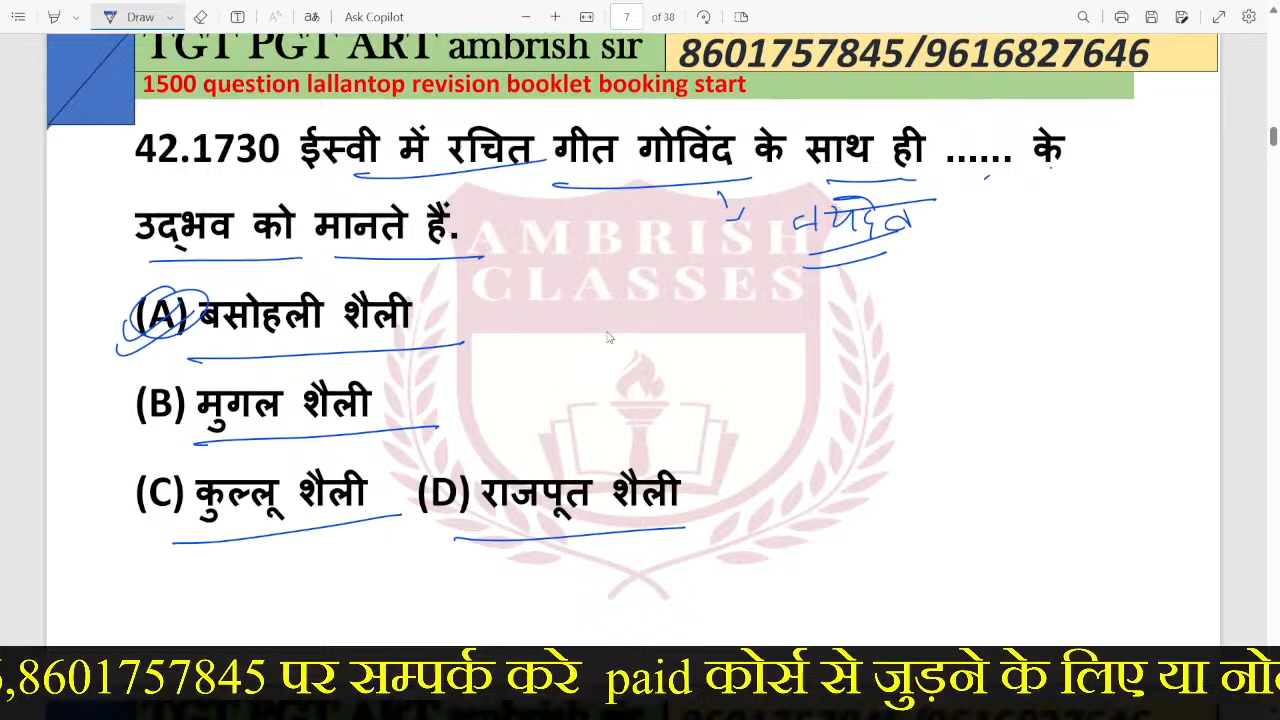 Draw
Ask Copilot
7 of 38
TGT PGT ART ambrish sir
8601757845/9616827646
1500 question lallantop revision booklet booking start
42.1730 ईस्वी में रचित गीत गोविंद के साथ ही ...... के
उद्भव को मानते हैं.
AMBRISH
CLASSES
(A) बसोहली शैली
(B) मुगल शैली
(C) कुल्लू शैली (D) राजपूत शैली
,8601757845 पर सम्पर्क करे paid कोर्स से जुड़ने के लिए या